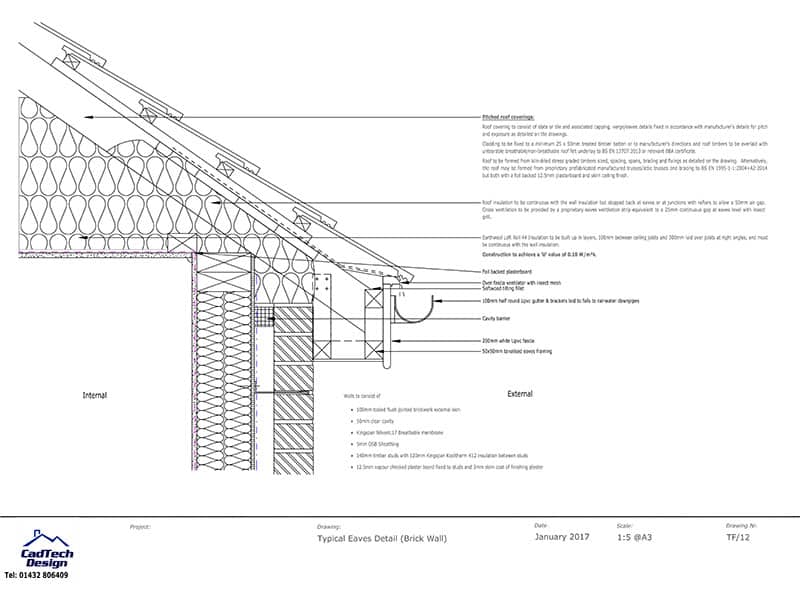 Pitched roof coverings:
Roof covering to consist of slate or tile and associated capping, verge/eaves details fixed in accordance with manufacturer's details for pitch
and exposure as detailed on the drawings.
Cladding to be fixed to a minimum 25 x 50mm treated timber batten or to manufacturer's directions and roof timbers to be overlaid with
untearable breathable/non-breathable roof felt underlay to BS EN 13707:2013 or relevant BBA certificate.
Roof to be formed from kiln-dried stress graded timbers sized, spacing, spans, bracing and fixings as detailed on the drawing. Alternatively,
the roof may be formed from proprietary prefabricated manufactured trusses/attic trusses and bracing to BS EN 1995-1-1:2004+A2:2014
but both with a foil backed 12.5mm plasterboard and skim ceiling finish.
Roof insulation to be continuous with the wall insulation but stopped back at eaves or at junctions with rafters to allow a 50mm air gap.
Cross ventilation to be provided by a proprietary eaves ventilation strip equivalent to a 25mm continuous gap at eaves level with insect
grill.
Earthwool Loft Roll 44 insulation to be built up in layers, 100mm between ceiling joists and 300mm laid over joists at right angles, and must
be continuous with the wall insulation.
Construction to achieve a 'U' value of 0.10 W/m²k.
Foil backed plasterboard
Over fascia ventilator with insect mesh
Softwood tilting fillet
100mm half round Upvc gutter & brackets laid to falls to rainwater downpipes
Cavity barrier
200mm white Upvc fascia
50x50mm tanalised eaves framing
Internal
External
Walls to consist of
• 100mm tooled flush jointed brickwork external skin
• 50mm clear cavity
• Kingspan Nilvent;17 Breathable membrane
• 9mm OSB Sheathing
• 140mm timber studs with 120mm Kingspan Kooltherm K12 insulation between studs
• 12.5mm vapour checked plaster board fixed to studs and 3mm skim coat of finishing plaster
CadTech
Design
Tel: 01432 806409
Project:
Drawing:
Typical Eaves Detail (Brick Wall)
Date:
January 2017
Scale:
1:5 @A3
Drawing Nr.
TF/12